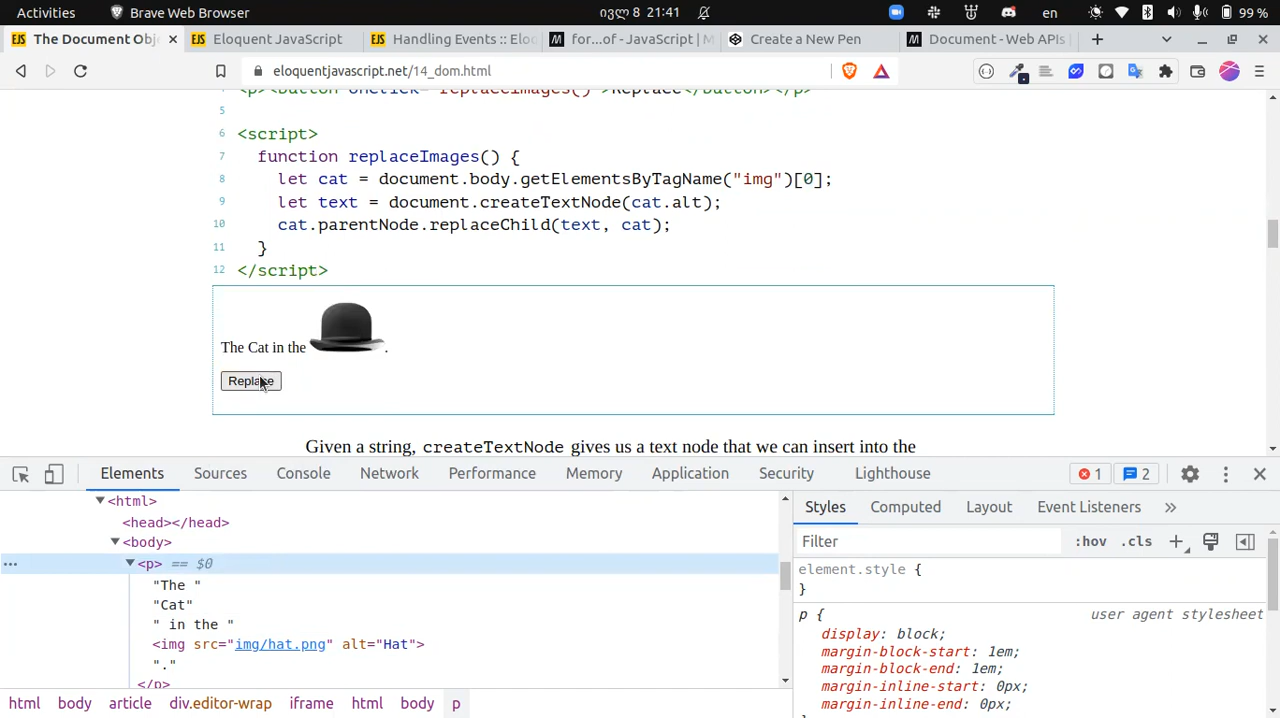 Activities Brave Web Browser ივლ 8 21:41 en 99 %
The Document Obj Eloquent JavaScript Handling Events :: Elo for...of - JavaScript | M Create a New Pen Document - Web APIs |
eloquentjavascript.net/14_dom.html
4 <p><button onclick="replaceImages()">Replace</button></p>
5
6 <script>
7 function replaceImages() {
8 let cat = document.body.getElementsByTagName("img")[0];
9 let text = document.createTextNode(cat.alt);
10 cat.parentNode.replaceChild(text, cat);
11 }
12 </script>
The Cat in the .
Replace
Given a string, createTextNode gives us a text node that we can insert into the
Elements Sources Console Network Performance Memory Application Security Lighthouse 1 2
<html>
<head></head>
<body>
... <p> == $0
"The "
"Cat"
" in the "
<img src="img/hat.png" alt="Hat">
"."
</p>
html body article div.editor-wrap iframe html body p
Styles Computed Layout Event Listeners »
Filter :hov .cls +
element.style {
}
p { user agent stylesheet
display: block;
margin-block-start: 1em;
margin-block-end: 1em;
margin-inline-start: 0px;
margin-inline-end: 0px;